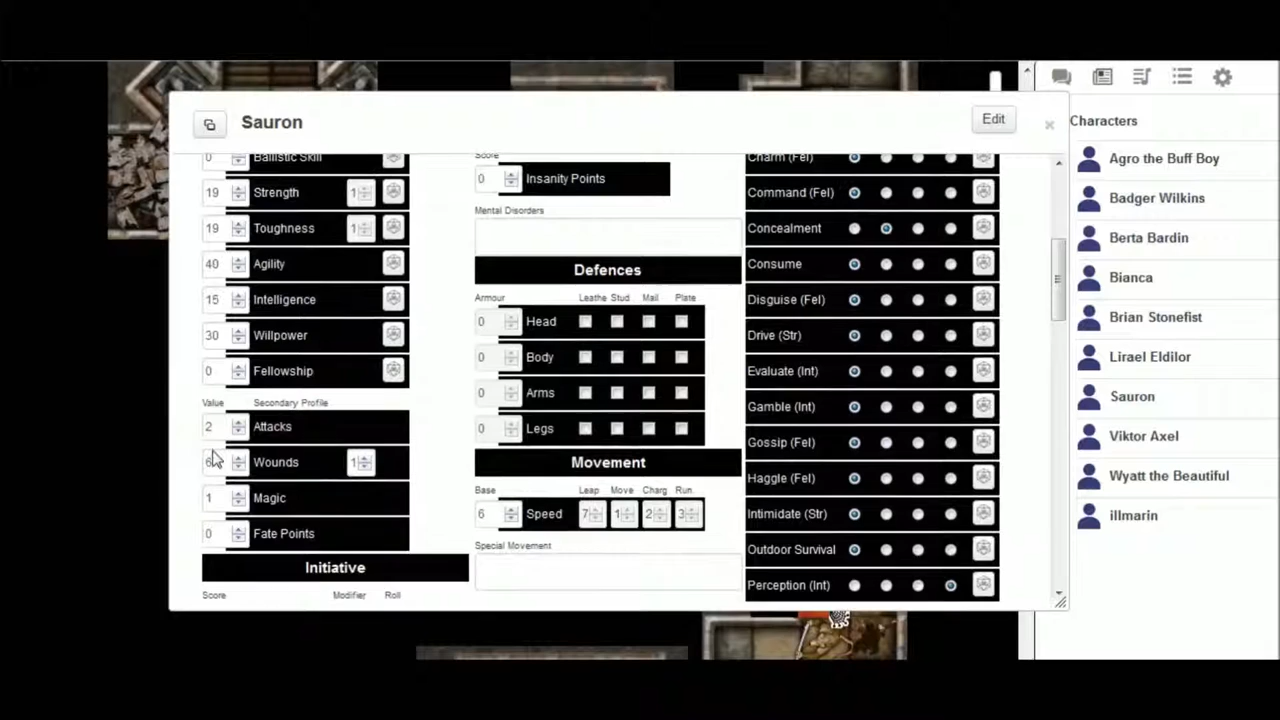 Sauron
Edit
0 Ballistic Skill
19 Strength 1
19 Toughness 1
40 Agility
15 Intelligence
30 Willpower
0 Fellowship
Value Secondary Profile
2 Attacks
6 Wounds 1
1 Magic
0 Fate Points
Initiative
Score Modifier Roll
Score
0 Insanity Points
Mental Disorders
Defences
Armour Leathe Stud Mail Plate
0 Head
0 Body
0 Arms
0 Legs
Movement
Base Leap Move Charg Run
6 Speed 7 1 2 3
Special Movement
Charm (Fel)
Command (Fel)
Concealment
Consume
Disguise (Fel)
Drive (Str)
Evaluate (Int)
Gamble (Int)
Gossip (Fel)
Haggle (Fel)
Intimidate (Str)
Outdoor Survival
Perception (Int)
Characters
Agro the Buff Boy
Badger Wilkins
Berta Bardin
Bianca
Brian Stonefist
Lirael Eldilor
Sauron
Viktor Axel
Wyatt the Beautiful
illmarin